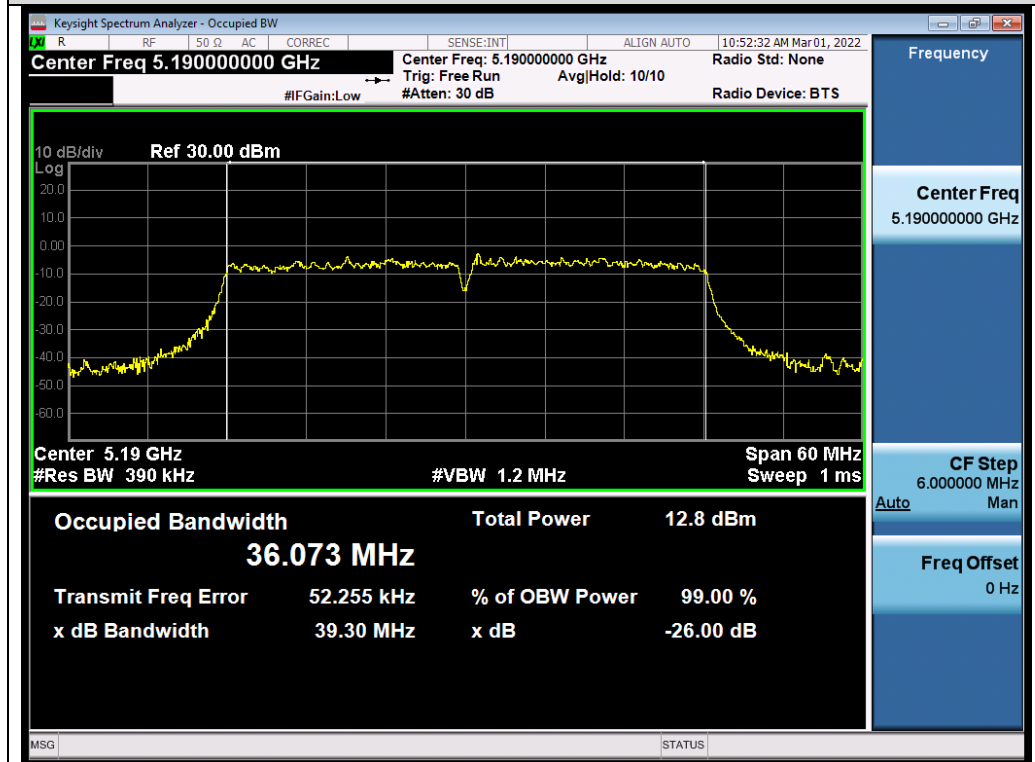 Keysight Spectrum Analyzer - Occupied BW
LXI R RF 50 Ω AC CORREC SENSE:INT ALIGN AUTO 10:52:32 AM Mar 01, 2022
Center Freq 5.190000000 GHz
Center Freq: 5.190000000 GHz
Radio Std: None
Trig: Free Run Avg|Hold: 10/10
#IFGain:Low
#Atten: 30 dB
Radio Device: BTS
10 dB/div Ref 30.00 dBm
Log
20.0
10.0
0.00
-10.0
-20.0
-30.0
-40.0
-50.0
-60.0
Center 5.19 GHz Span 60 MHz
#Res BW 390 kHz #VBW 1.2 MHz Sweep 1 ms
Occupied Bandwidth Total Power 12.8 dBm
36.073 MHz
Transmit Freq Error 52.255 kHz % of OBW Power 99.00 %
x dB Bandwidth 39.30 MHz x dB -26.00 dB
Frequency
Center Freq
5.190000000 GHz
CF Step
6.000000 MHz
Auto Man
Freq Offset
0 Hz
MSG STATUS